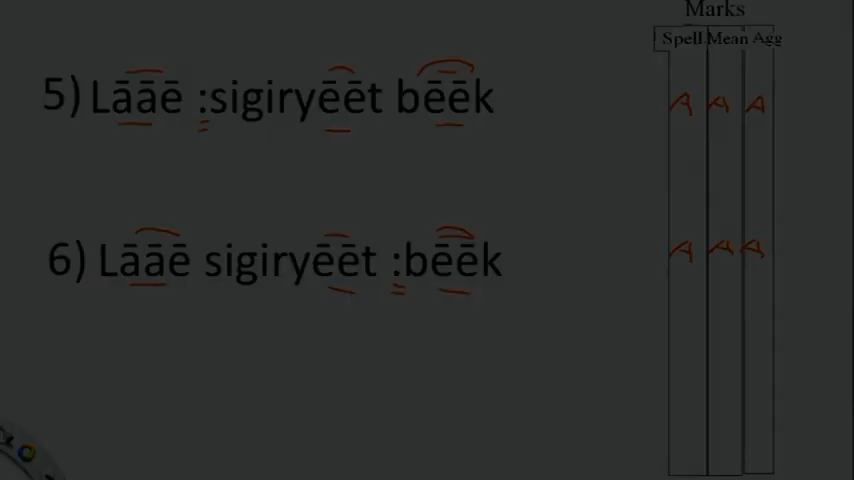 Marks
Spell Mean Agg
5) Lāāē :sigiryēēt bēēk A A A
6) Lāāē sigiryēēt :bēēk A A A